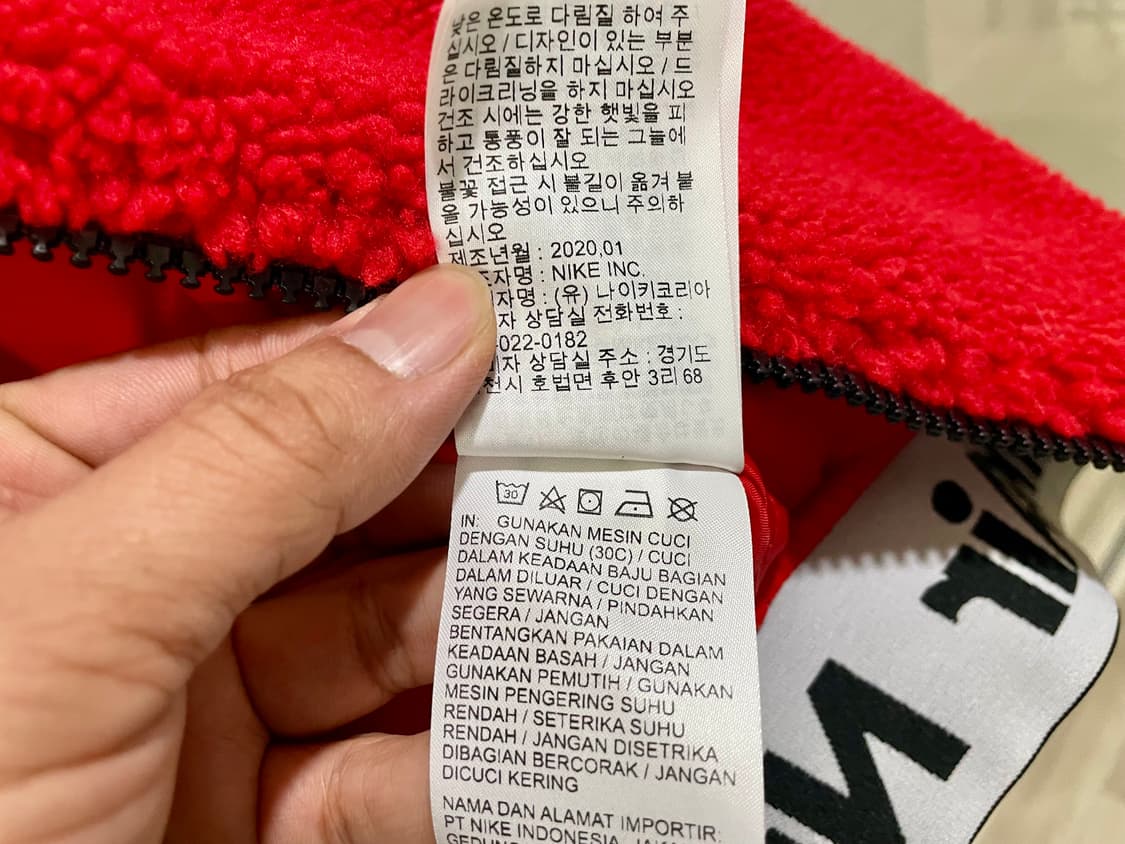 낮은 온도로 다림질 하여 주
십시오 / 디자인이 있는 부분
은 다림질하지 마십시오 / 드
라이크리닝을 하지 마십시오
건조 시에는 강한 햇빛을 피
하고 통풍이 잘 되는 그늘에
서 건조하십시오
불꽃 접근 시 불길이 옮겨 붙
을 가능성이 있으니 주의하
십시오
제조년월 : 2020,01
자명 : NIKE INC.
자명 : (유) 나이키코리아
자 상담실 전화번호 :
-022-0182
자 상담실 주소 : 경기도
천시 호법면 후안 3리 68
30
IN: GUNAKAN MESIN CUCI
DENGAN SUHU (30C) / CUCI
DALAM KEADAAN BAJU BAGIAN
DALAM DILUAR / CUCI DENGAN
YANG SEWARNA / PINDAHKAN
SEGERA / JANGAN
BENTANGKAN PAKAIAN DALAM
KEADAAN BASAH / JANGAN
GUNAKAN PEMUTIH / GUNAKAN
MESIN PENGERING SUHU
RENDAH / SETERIKA SUHU
RENDAH / JANGAN DISETRIKA
DIBAGIAN BERCORAK / JANGAN
DICUCI KERING
NAMA DAN ALAMAT IMPORTIR:
PT NIKE INDONESIA,